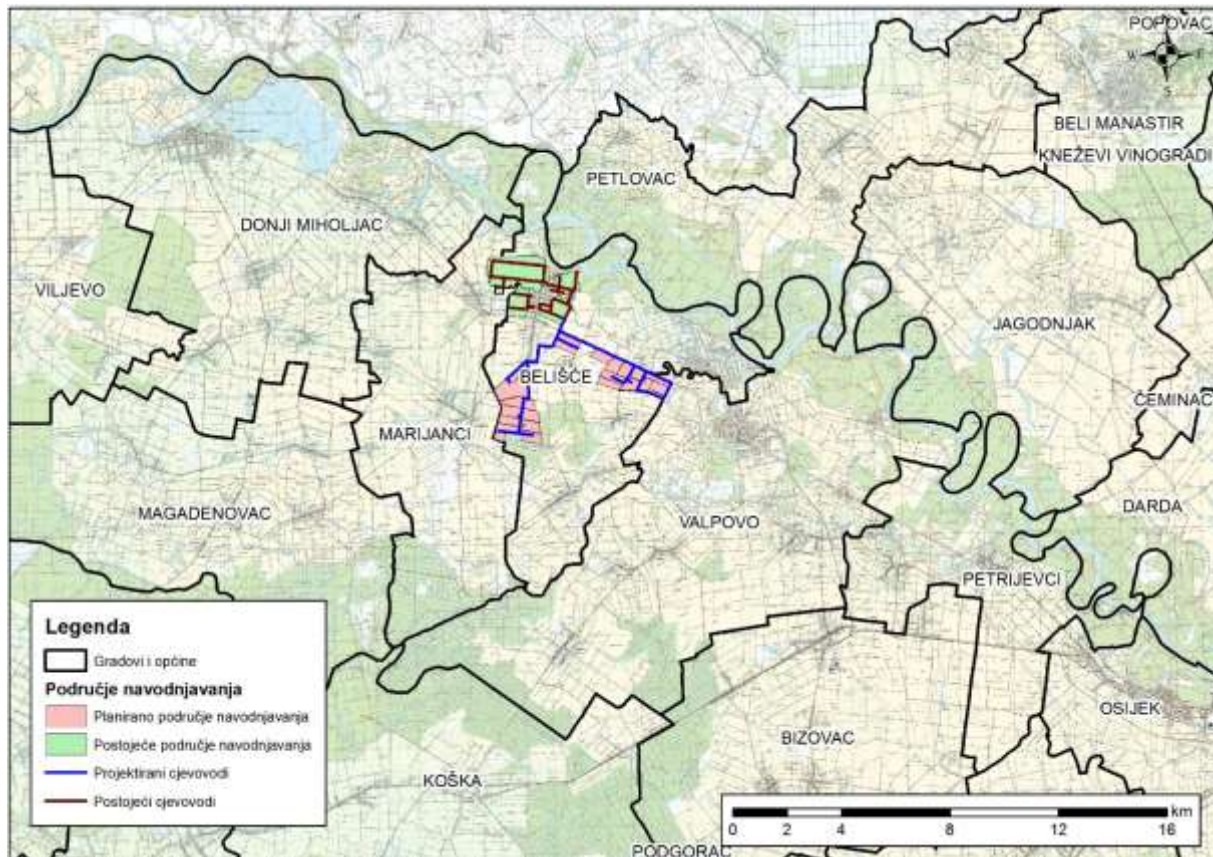 POPOVAC
W E
S
BELI MANASTIR
KNEŽEVI VINOGRADI
PETLOVAC
DONJI MIHOLJAC
VILJEVO
JAGODNJAK
BELIŠĆE
ČEMINAC
MARIJANCI
MAGADENOVAC
VALPOVO
DARDA
PETRIJEVCI
OSIJEK
BIZOVAC
KOŠKA
PODGORAČ
Legenda
Gradovi i općine
Područje navodnjavanja
Planirano područje navodnjavanja
Postojeće područje navodnjavanja
Projektirani cjevovodi
Postojeći cjevovodi
km
0 2 4 8 12 16